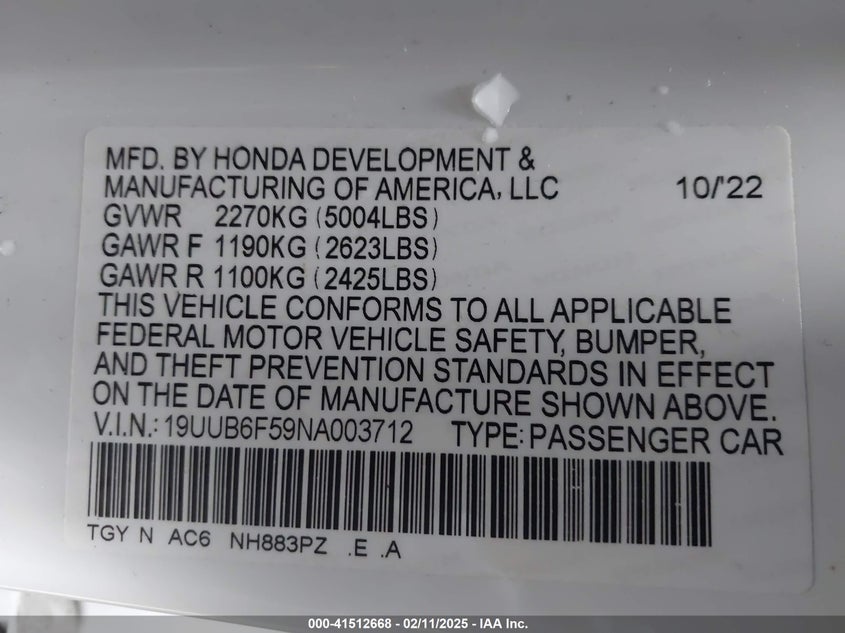 MFD. BY HONDA DEVELOPMENT &
MANUFACTURING OF AMERICA, LLC 10/'22
GVWR 2270KG (5004LBS)
GAWR F 1190KG (2623LBS)
GAWR R 1100KG (2425LBS)
THIS VEHICLE CONFORMS TO ALL APPLICABLE
FEDERAL MOTOR VEHICLE SAFETY, BUMPER,
AND THEFT PREVENTION STANDARDS IN EFFECT
ON THE DATE OF MANUFACTURE SHOWN ABOVE.
V.I.N.: 19UUB6F59NA003712 TYPE: PASSENGER CAR
TGY N AC6 NH883PZ .E .A
000-41512668 - 02/11/2025 - IAA Inc.